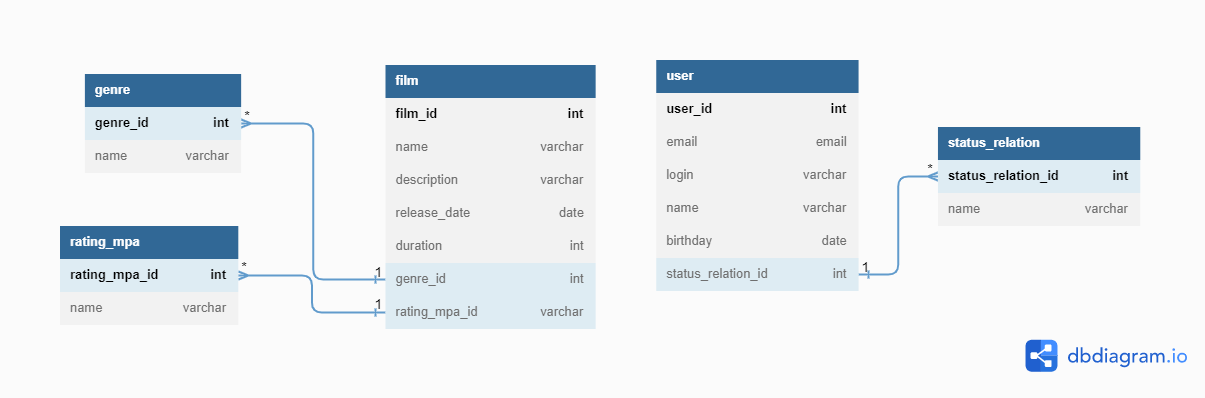 genre
genre_id int
name varchar
rating_mpa
rating_mpa_id int
name varchar
*
*
film
film_id int
name varchar
description varchar
release_date date
duration int
1 genre_id int
1 rating_mpa_id varchar
user
user_id int
email email
login varchar
name varchar
birthday date
status_relation_id int 1
*
status_relation
status_relation_id int
name varchar
dbdiagram.io